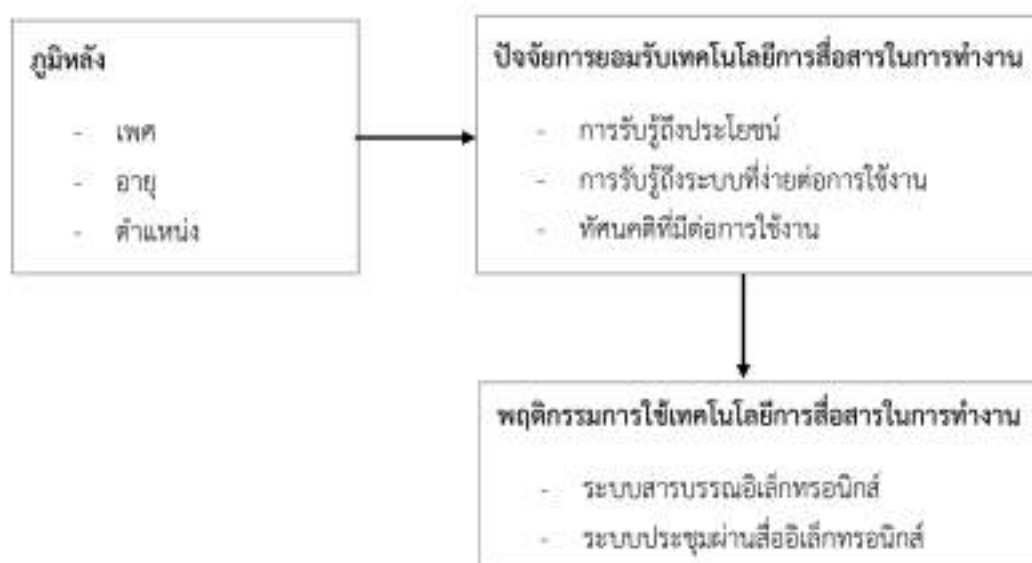 ภูมิหลัง
- เพศ
- อายุ
- ตำแหน่ง
ปัจจัยการยอมรับเทคโนโลยีการสื่อสารในการทำงาน
- การรับรู้ถึงประโยชน์
- การรับรู้ถึงระบบที่ง่ายต่อการใช้งาน
- ทัศนคติที่มีต่อการใช้งาน
พฤติกรรมการใช้เทคโนโลยีการสื่อสารในการทำงาน
- ระบบสารบรรณอิเล็กทรอนิกส์
- ระบบประชุมผ่านสื่ออิเล็กทรอนิกส์